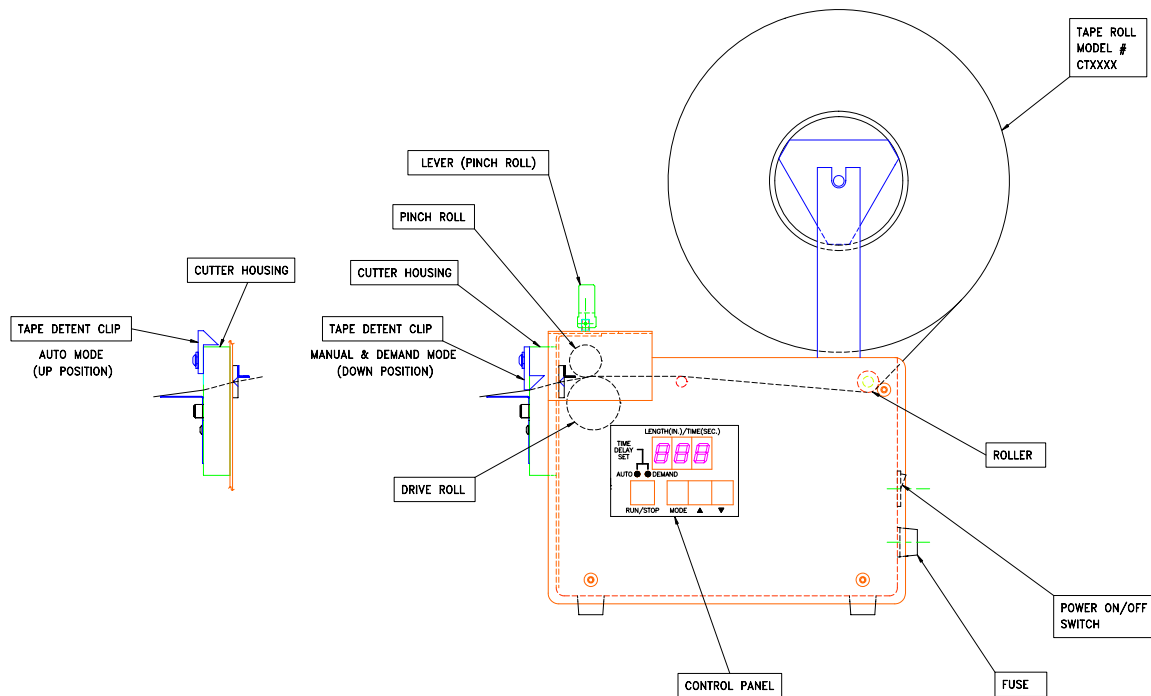 TAPE ROLL
MODEL #
CTXXXX
LEVER (PINCH ROLL)
PINCH ROLL
CUTTER HOUSING
CUTTER HOUSING
TAPE DETENT CLIP
AUTO MODE
(UP POSITION)
TAPE DETENT CLIP
MANUAL & DEMAND MODE
(DOWN POSITION)
LENGTH(IN.)/TIME(SEC.)
TIME
DELAY
SET
888
AUTO DEMAND
RUN/STOP MODE ▲ ▼
ROLLER
DRIVE ROLL
POWER ON/OFF
SWITCH
CONTROL PANEL
FUSE